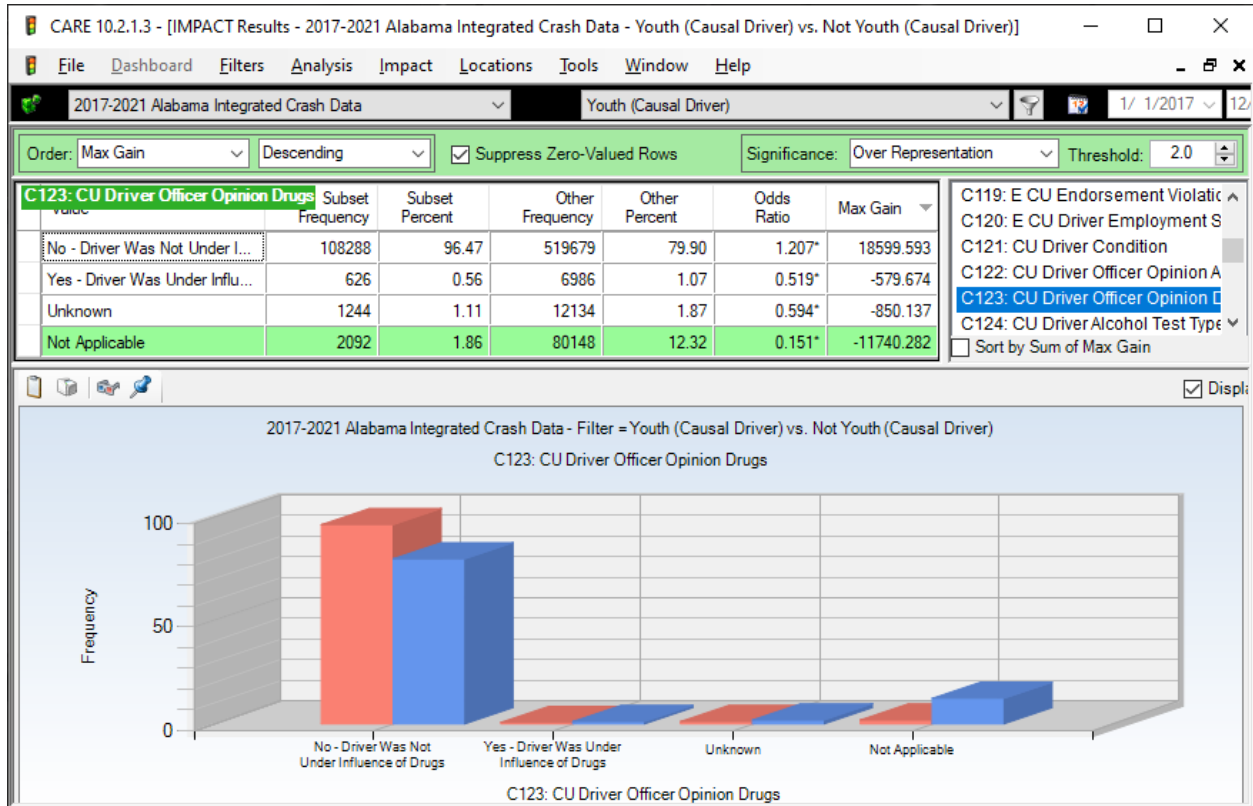 CARE 10.2.1.3 - [IMPACT Results - 2017-2021 Alabama Integrated Crash Data - Youth (Causal Driver) vs. Not Youth (Causal Driver)]
File Dashboard Filters Analysis Impact Locations Tools Window Help
2017-2021 Alabama Integrated Crash Data Youth (Causal Driver) 1/ 1/2017 12/
Order: Max Gain Descending Suppress Zero-Valued Rows Significance: Over Representation Threshold: 2.0
C123: CU Driver Officer Opinion Drugs Subset Frequency Subset Percent Other Frequency Other Percent Odds Ratio Max Gain
No - Driver Was Not Under I... 108288 96.47 519679 79.90 1.207* 18599.593
Yes - Driver Was Under Influ... 626 0.56 6986 1.07 0.519* -579.674
Unknown 1244 1.11 12134 1.87 0.594* -850.137
Not Applicable 2092 1.86 80148 12.32 0.151* -11740.282
C119: E CU Endorsement Violatic
C120: E CU Driver Employment S
C121: CU Driver Condition
C122: CU Driver Officer Opinion A
C123: CU Driver Officer Opinion D
C124: CU Driver Alcohol Test Type
Sort by Sum of Max Gain
Displa
2017-2021 Alabama Integrated Crash Data - Filter = Youth (Causal Driver) vs. Not Youth (Causal Driver)
C123: CU Driver Officer Opinion Drugs
100
50
0
Frequency
No - Driver Was Not
Under Influence of Drugs
Yes - Driver Was Under
Influence of Drugs
Unknown
Not Applicable
C123: CU Driver Officer Opinion Drugs